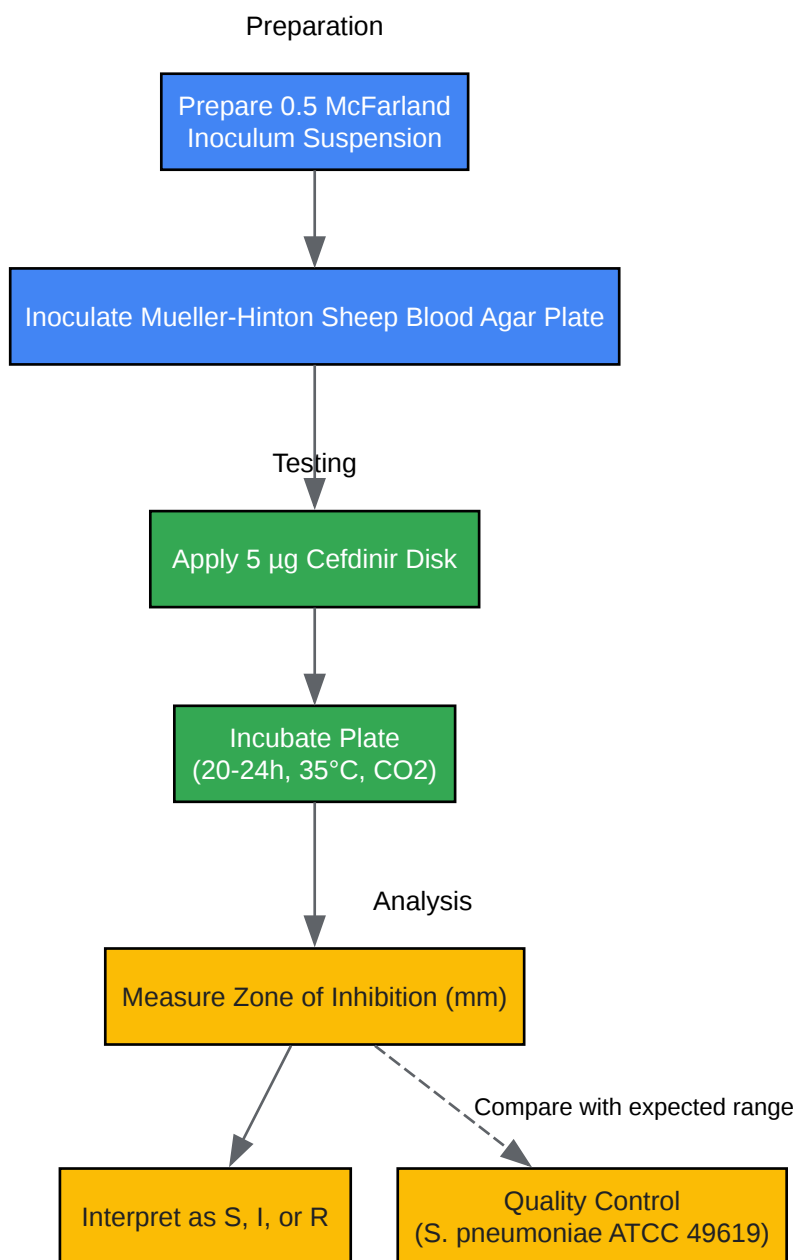 Preparation
Prepare 0.5 McFarland
Inoculum Suspension
Inoculate Mueller-Hinton Sheep Blood Agar Plate
Testing
Apply 5 µg Cefdinir Disk
Incubate Plate
(20-24h, 35°C, CO2)
Analysis
Measure Zone of Inhibition (mm)
Compare with expected range
Interpret as S, I, or R
Quality Control
(S. pneumoniae ATCC 49619)